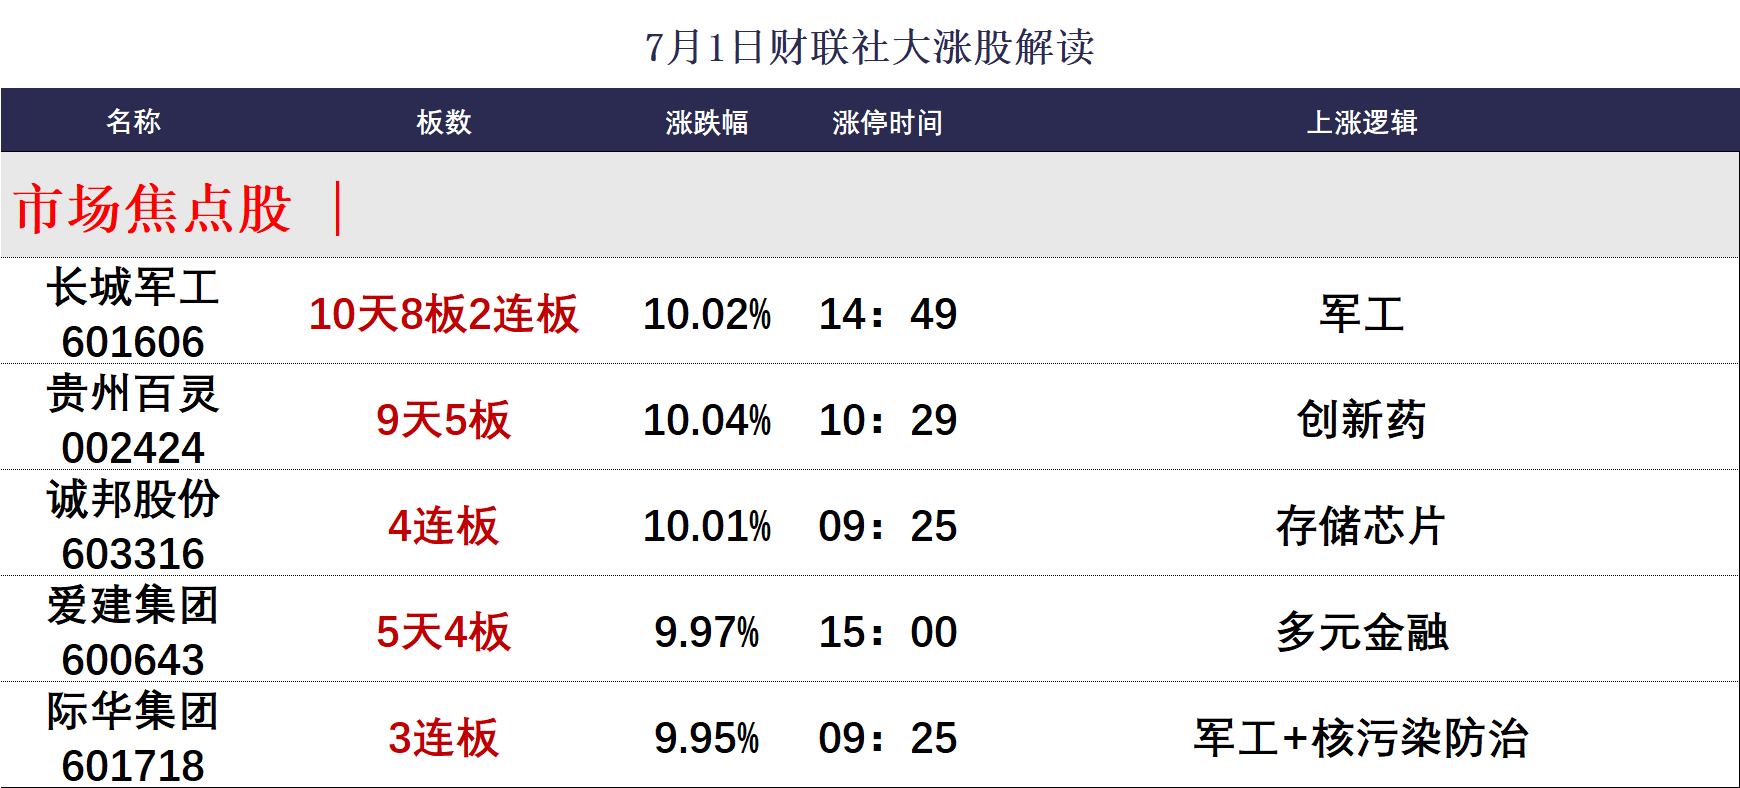 7月1日财联社大涨股解读
名称 板数 涨跌幅 涨停时间 上涨逻辑
市场焦点股 ｜
长城军工
601606 10天8板2连板 10.02% 14：49 军工
贵州百灵
002424 9天5板 10.04% 10：29 创新药
诚邦股份
603316 4连板 10.01% 09：25 存储芯片
爱建集团
600643 5天4板 9.97% 15：00 多元金融
际华集团
601718 3连板 9.95% 09：25 军工+核污染防治